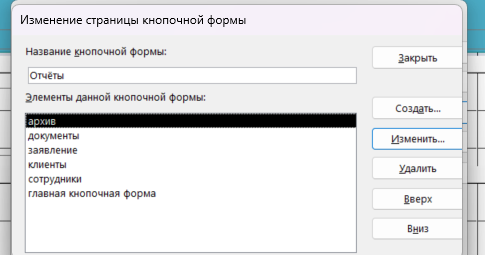 Изменение страницы кнопочной формы
Название кнопочной формы:
Закрыть
Отчёты
Элементы данной кнопочной формы:
Создать...
архив
документы
Изменить...
заявление
клиенты
Удалить
сотрудники
главная кнопочная форма
Вверх
Вниз